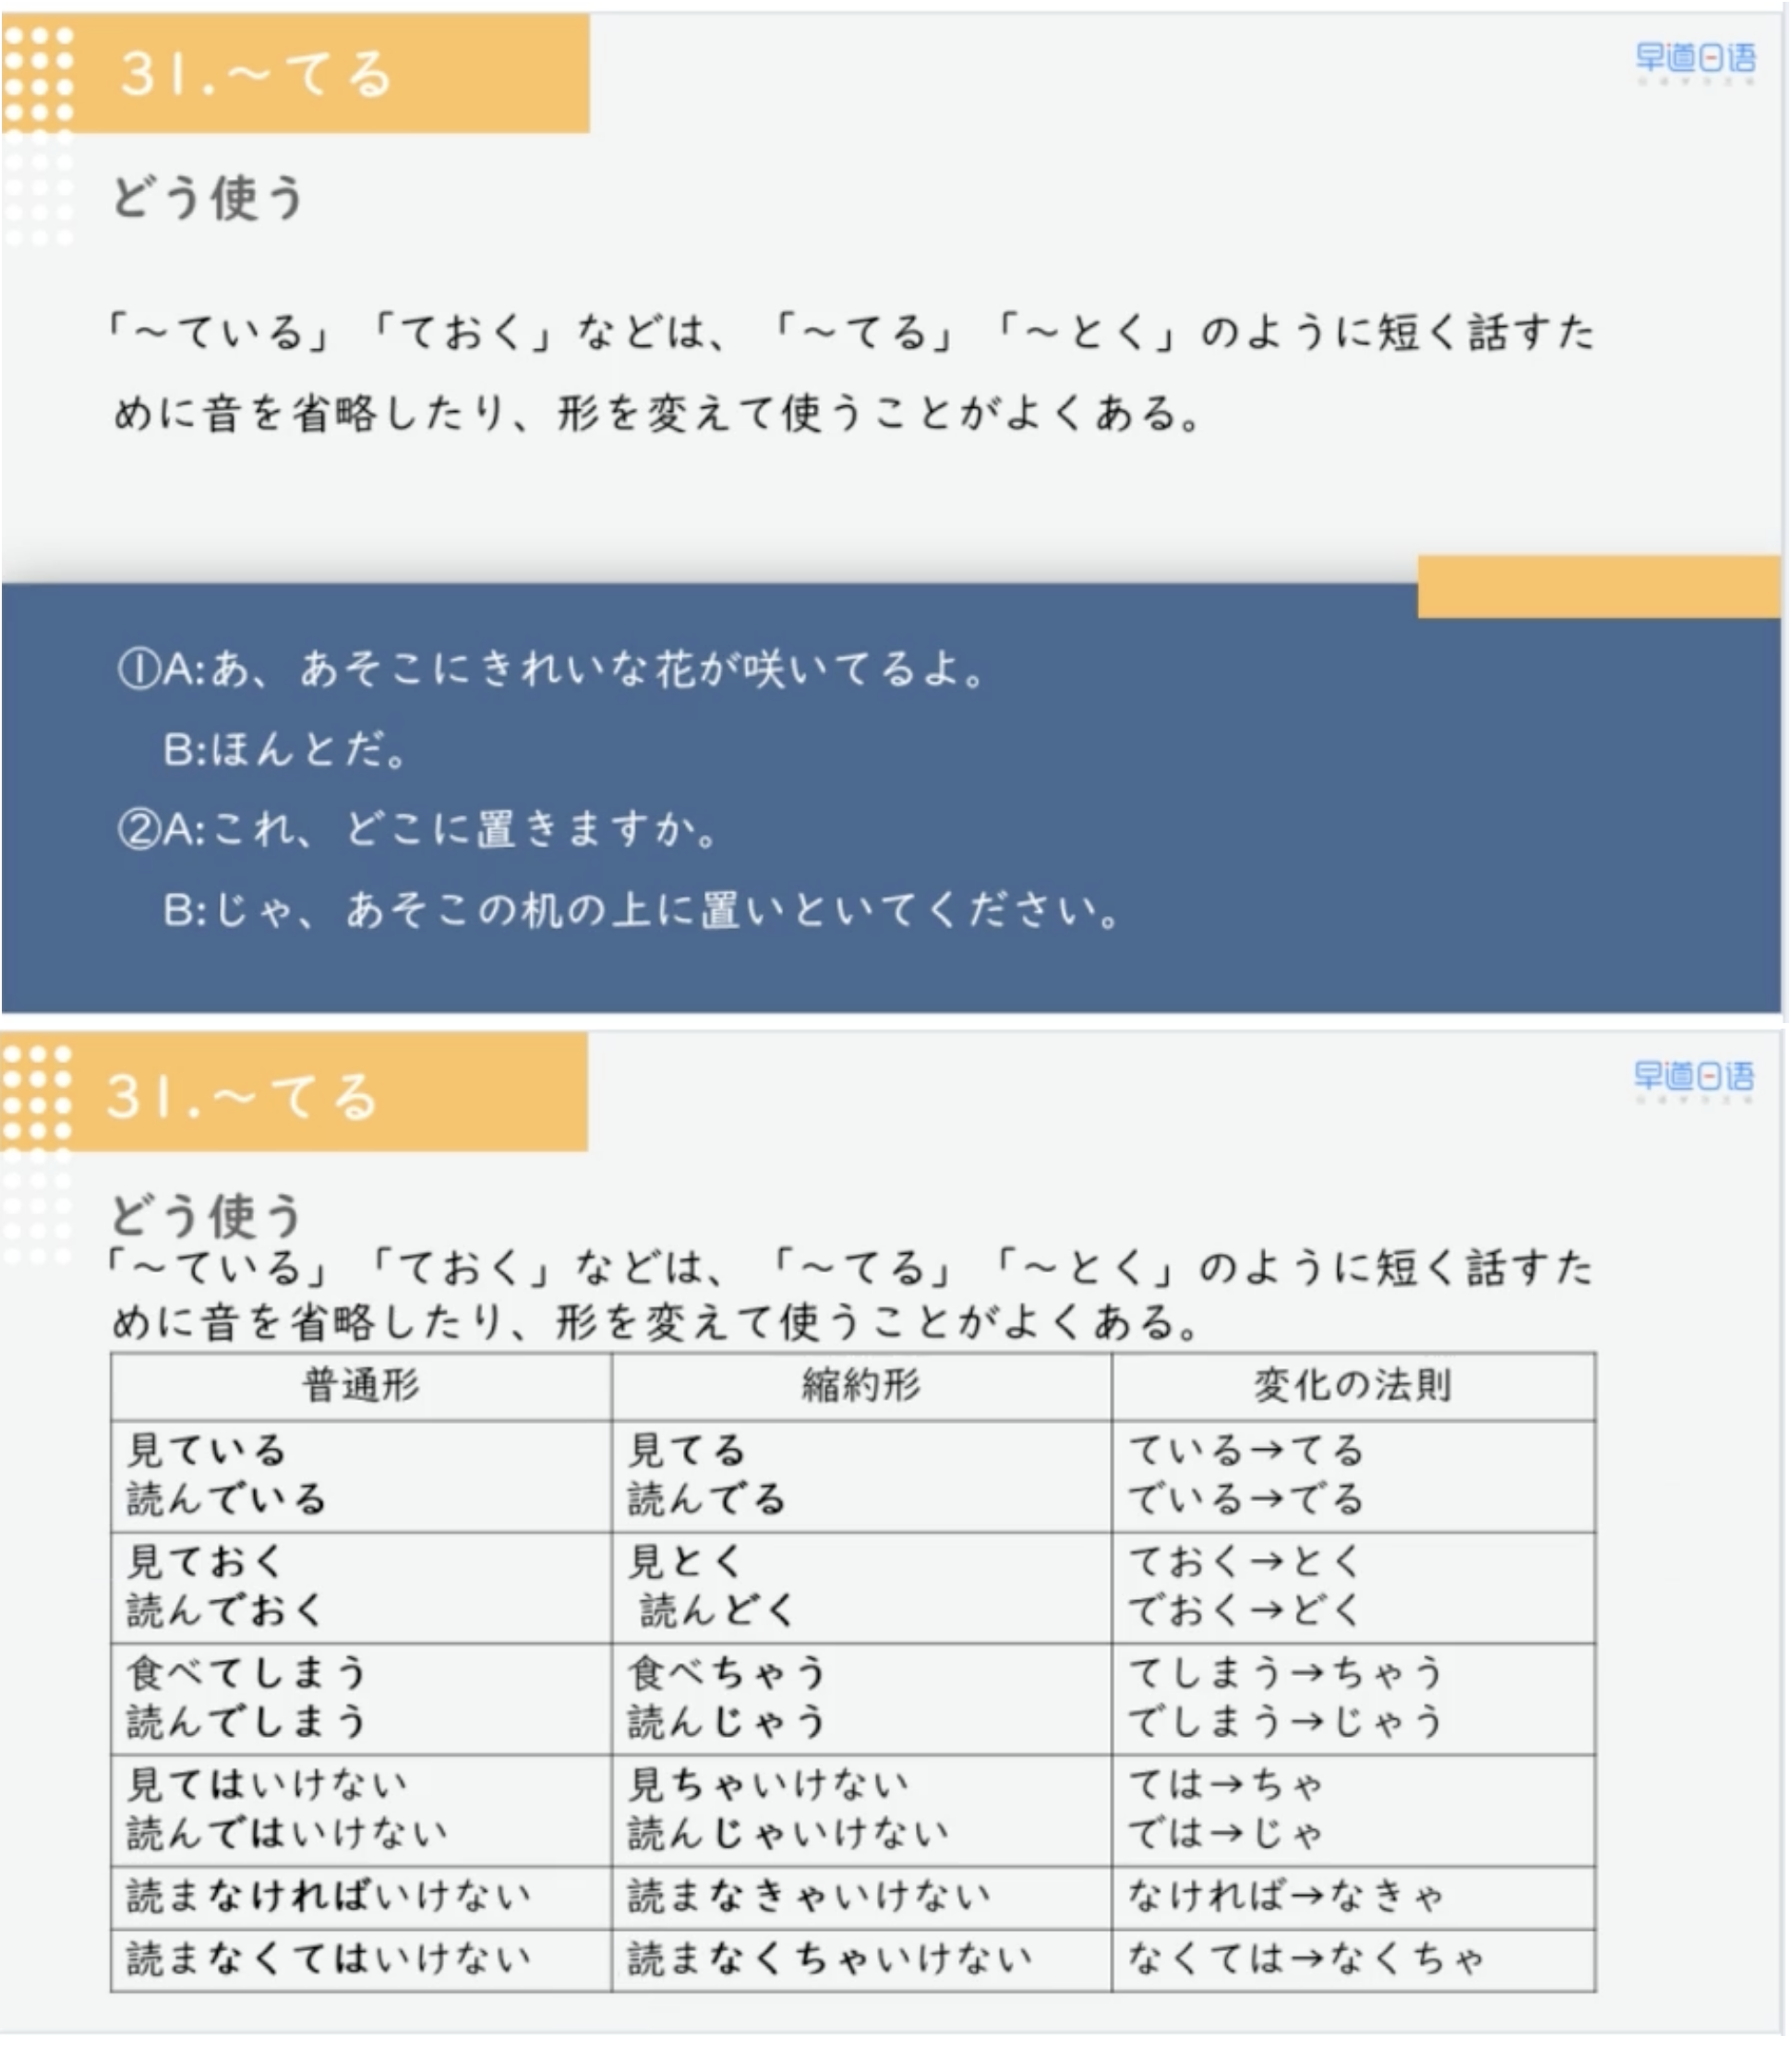 31.～てる
早道日语
どう使う
「～ている」「ておく」などは、「～てる」「～とく」のように短く話すた
めに音を省略したり、形を変えて使うことがよくある。
①A:あ、あそこにきれいな花が咲いてるよ。
B:ほんとだ。
②A:これ、どこに置きますか。
B:じゃ、あそこの机の上に置いといてください。
31.～てる
早道日语
どう使う
「～ている」「ておく」などは、「～てる」「～とく」のように短く話すた
めに音を省略したり、形を変えて使うことがよくある。
普通形 縮約形 変化の法則
見ている 見てる ている→てる
読んでいる 読んでる でいる→でる
見ておく 見とく ておく→とく
読んでおく 読んどく でおく→どく
食べてしまう 食べちゃう てしまう→ちゃう
読んでしまう 読んじゃう でしまう→じゃう
見てはいけない 見ちゃいけない ては→ちゃ
読んではいけない 読んじゃいけない では→じゃ
読まなければいけない 読まなきゃいけない なければ→なきゃ
読まなくてはいけない 読まなくちゃいけない なくては→なくちゃ